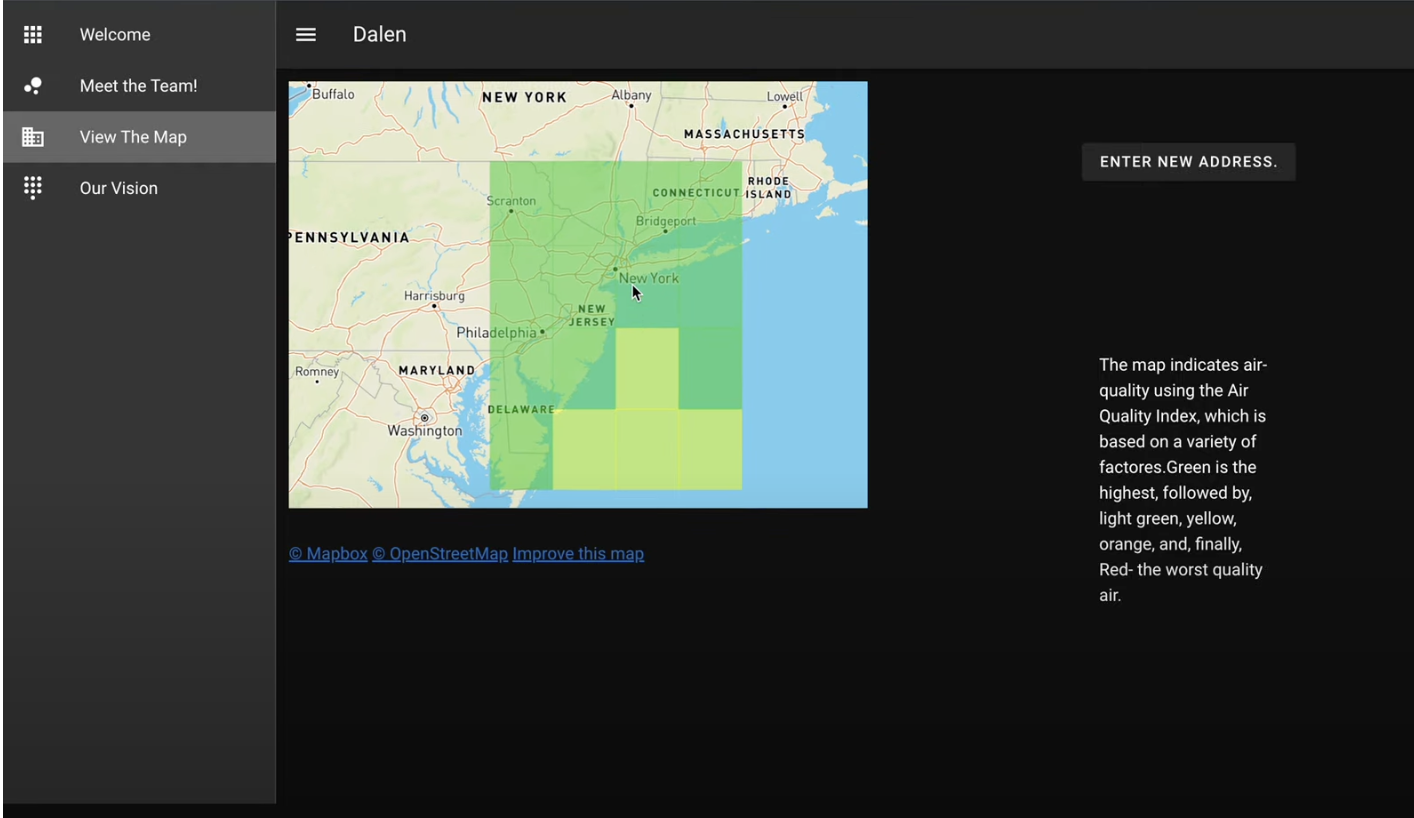 Welcome
Meet the Team!
View The Map
Our Vision
Dalen
Buffalo
NEW YORK
Albany
Lowell
MASSACHUSETTS
RHODE
ISLAND
CONNECTICUT
Scranton
Bridgeport
PENNSYLVANIA
New York
Harrisburg
NEW
JERSEY
Philadelphia
Romney
MARYLAND
DELAWARE
Washington
© Mapbox © OpenStreetMap Improve this map
ENTER NEW ADDRESS.
The map indicates air-
quality using the Air
Quality Index, which is
based on a variety of
factores.Green is the
highest, followed by,
light green, yellow,
orange, and, finally,
Red- the worst quality
air.